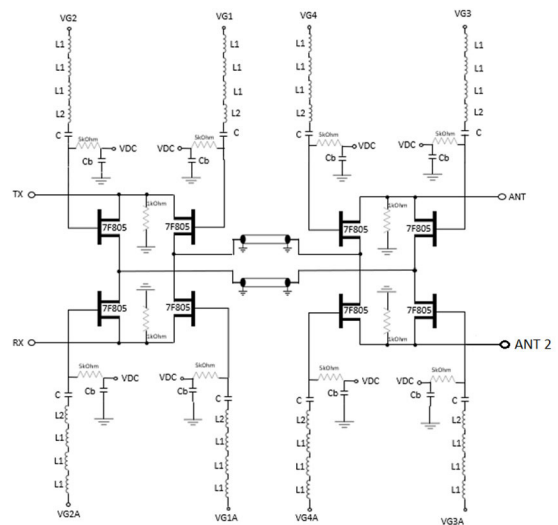 VG2 VG1 VG4 VG3
L1 L1 L1 L1
L1 L1 L1 L1
L1 L1 L1 L1
L2 L2 L2 L2
C C C C
5kOhm 5kOhm 5kOhm 5kOhm
VDC VDC VDC VDC
Cb Cb Cb Cb
TX ANT
1kOhm 1kOhm
7F805 7F805 7F805 7F805
7F805 7F805 7F805 7F805
1kOhm 1kOhm
RX ANT 2
5kOhm 5kOhm 5kOhm 5kOhm
VDC VDC VDC VDC
Cb Cb Cb Cb
C C C C
L2 L2 L2 L2
L1 L1 L1 L1
L1 L1 L1 L1
L1 L1 L1 L1
VG2A VG1A VG4A VG3A